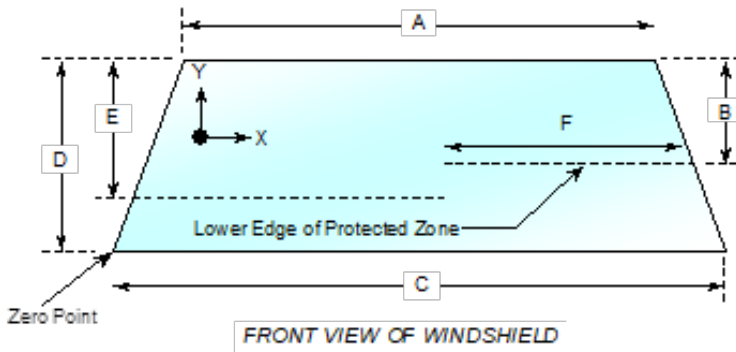 A
Y
E
B
F
D
X
Lower Edge of Protected Zone
C
Zero Point
FRONT VIEW OF WINDSHIELD